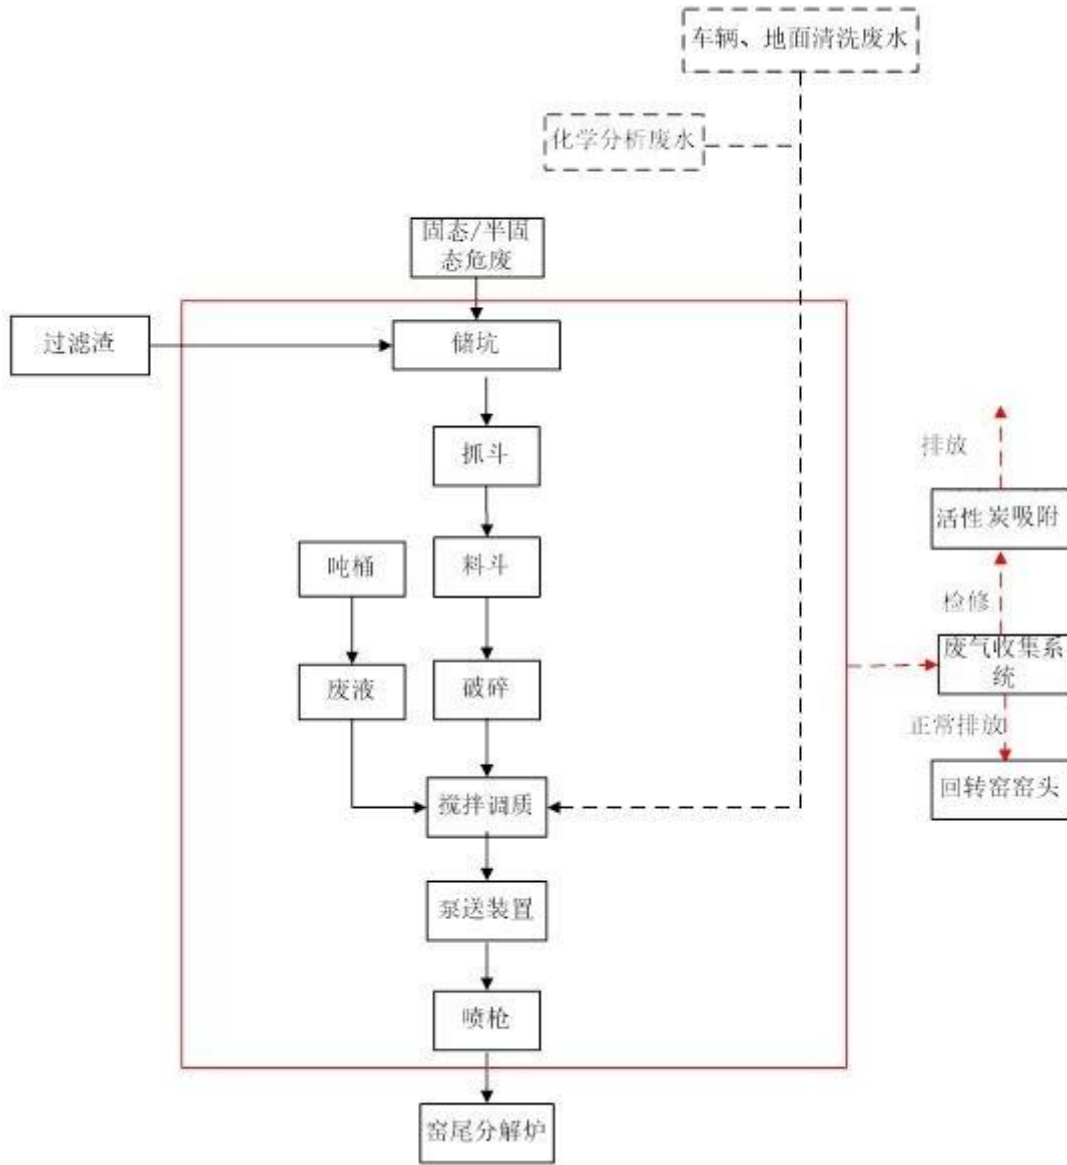 车辆、地面清洗废水
化学分析废水
固态/半固
态危废
过滤渣
储坑
抓斗
排放
活性炭吸附
吨桶
料斗
检修
废气收集系
统
废液
破碎
正常排放
回转窑窑头
搅拌调质
泵送装置
喷枪
窑尾分解炉